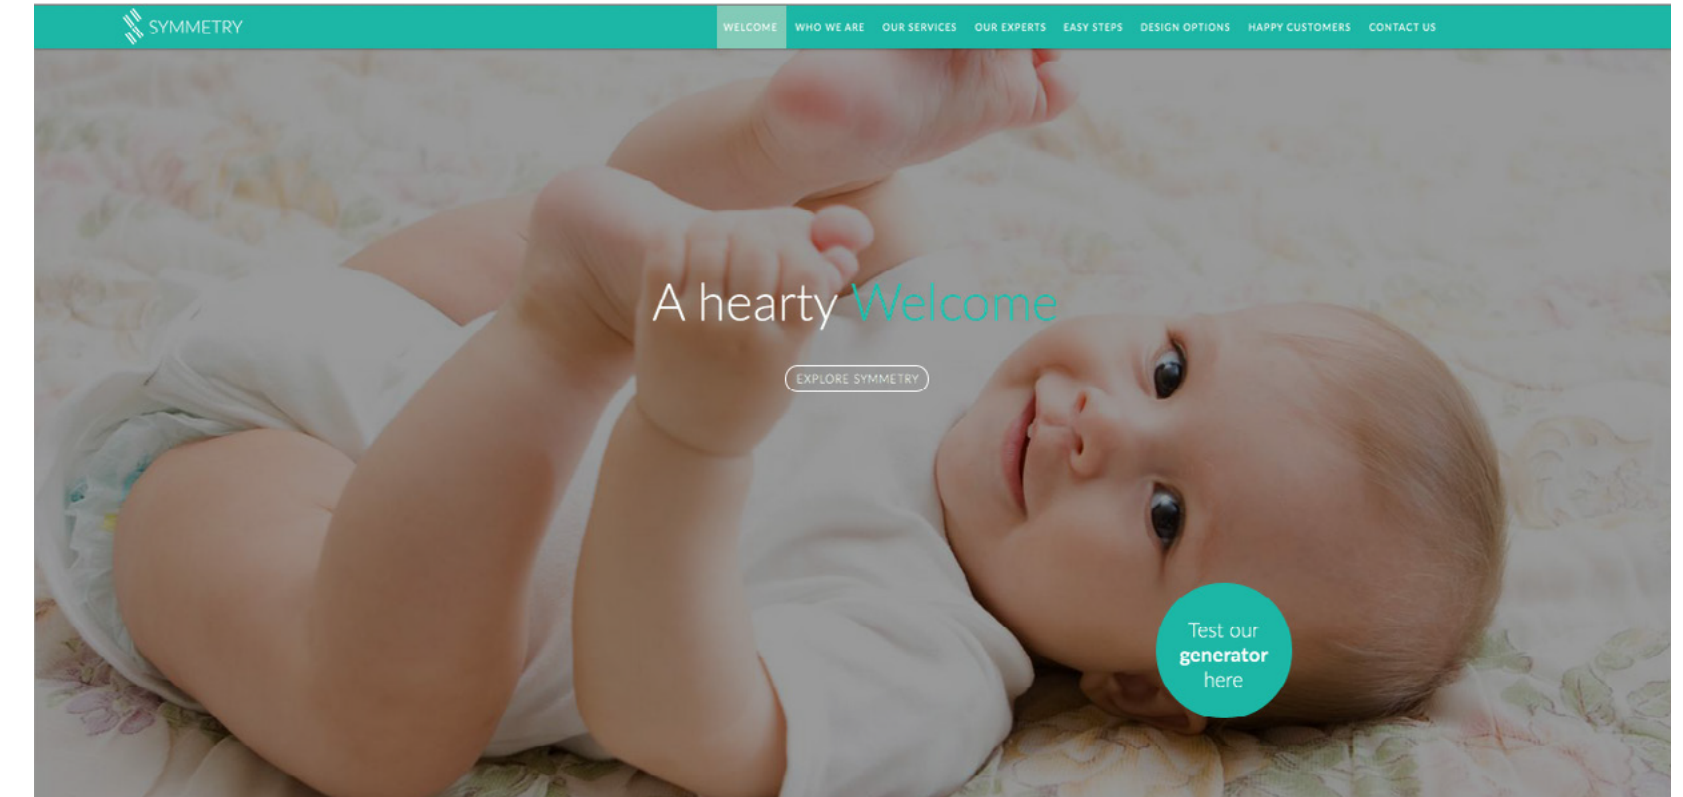 SYMMETRY
WELCOME WHO WE ARE OUR SERVICES OUR EXPERTS EASY STEPS DESIGN OPTIONS HAPPY CUSTOMERS CONTACT US
A hearty Welcome
EXPLORE SYMMETRY
Test our
generator
here